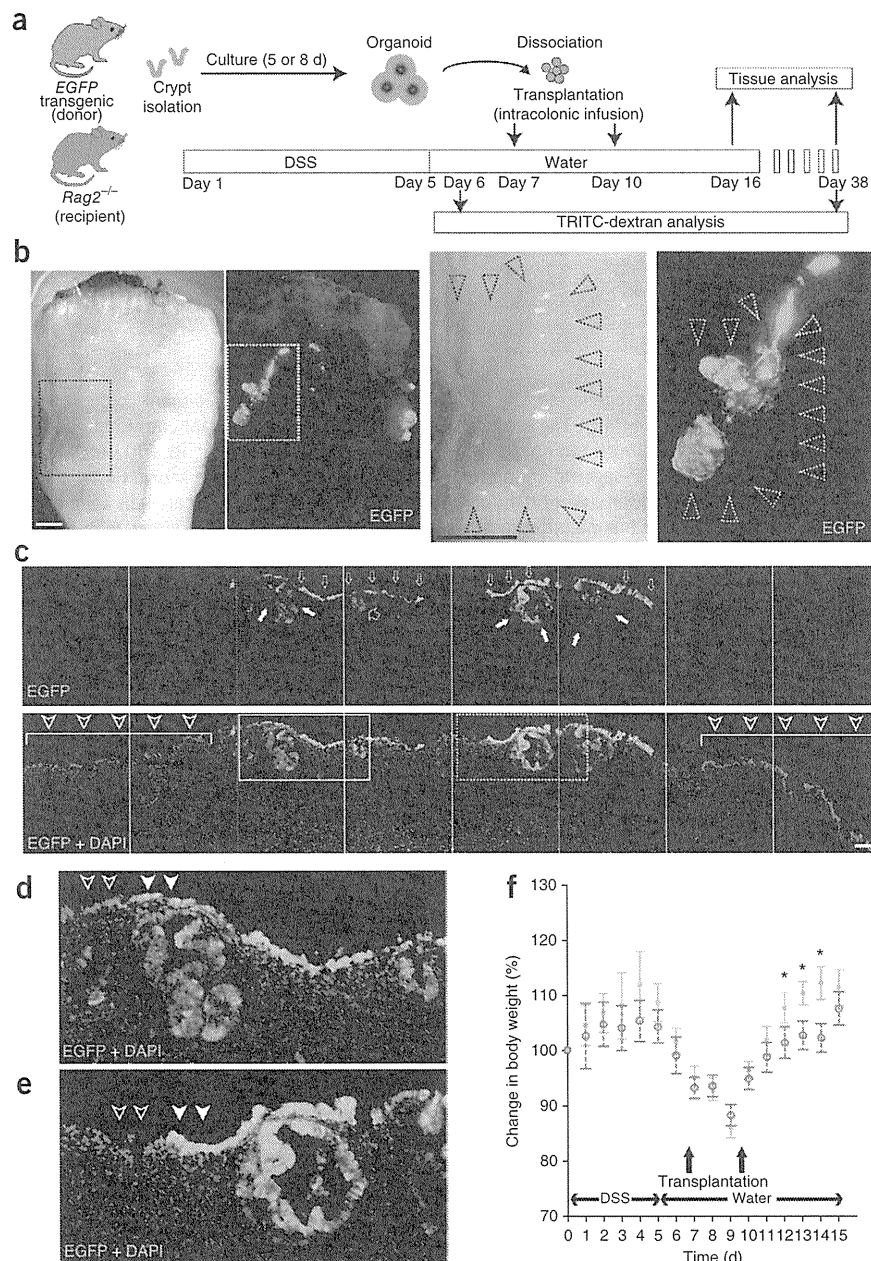 a
EGFP
transgenic
(donor)
Crypt
isolation
Culture (5 or 8 d)
Organoid
Dissociation
Transplantation
(intracolonic infusion)
Tissue analysis
Rag2−/−
(recipient)
DSS
Water
Day 1
Day 5
Day 6
Day 7
Day 10
Day 16
Day 38
TRITC-dextran analysis
b
EGFP
EGFP
c
EGFP
EGFP + DAPI
d
EGFP + DAPI
e
EGFP + DAPI
f
Change in body weight (%)
130
120
110
100
90
80
70
* * *
Transplantation
DSS
Water
0 1 2 3 4 5 6 7 8 9 10 11 12 13 14 15
Time (d)